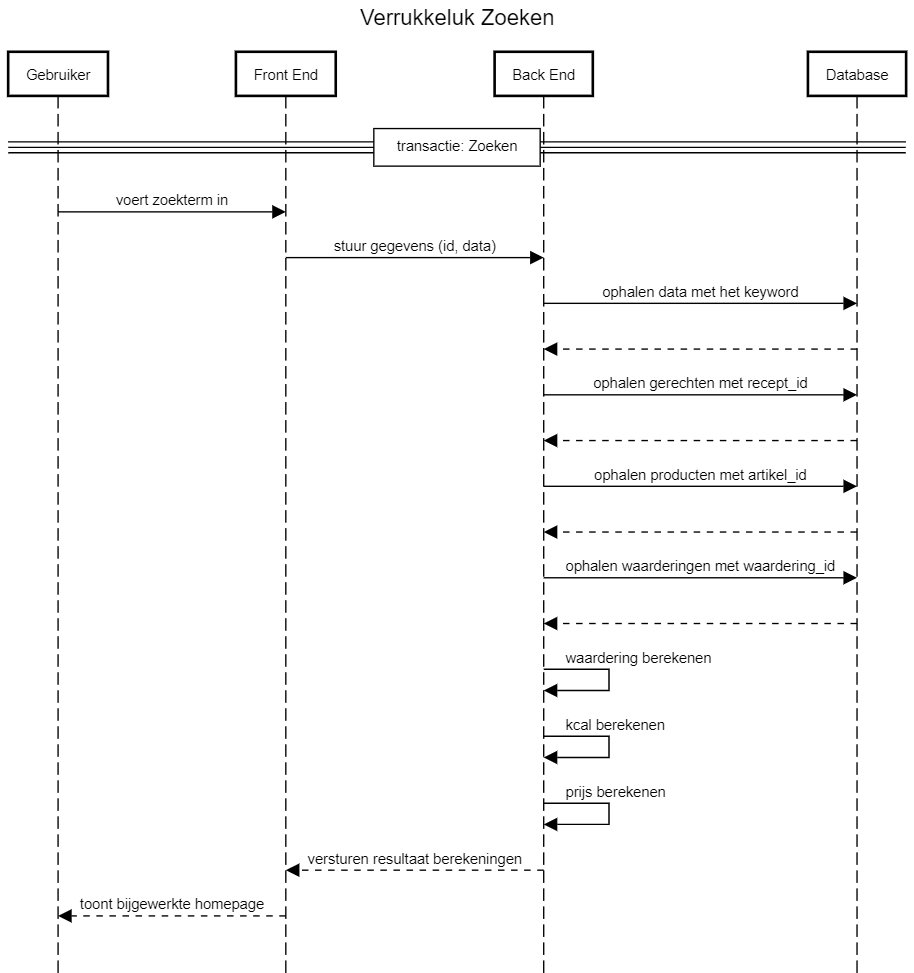 Verrukkeluk Zoeken
Gebruiker
Front End
Back End
Database
transactie: Zoeken
voert zoekterm in
stuur gegevens (id, data)
ophalen data met het keyword
ophalen gerechten met recept_id
ophalen producten met artikel_id
ophalen waarderingen met waardering_id
waardering berekenen
kcal berekenen
prijs berekenen
versturen resultaat berekeningen
toont bijgewerkte homepage